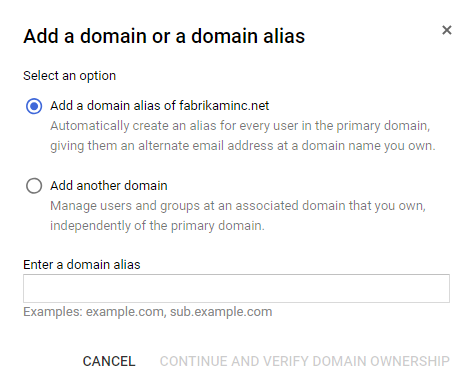 Add a domain or a domain alias
Select an option
Add a domain alias of fabrikaminc.net
Automatically create an alias for every user in the primary domain,
giving them an alternate email address at a domain name you own.
Add another domain
Manage users and groups at an associated domain that you own,
independently of the primary domain.
Enter a domain alias
Examples: example.com, sub.example.com
CANCEL CONTINUE AND VERIFY DOMAIN OWNERSHIP